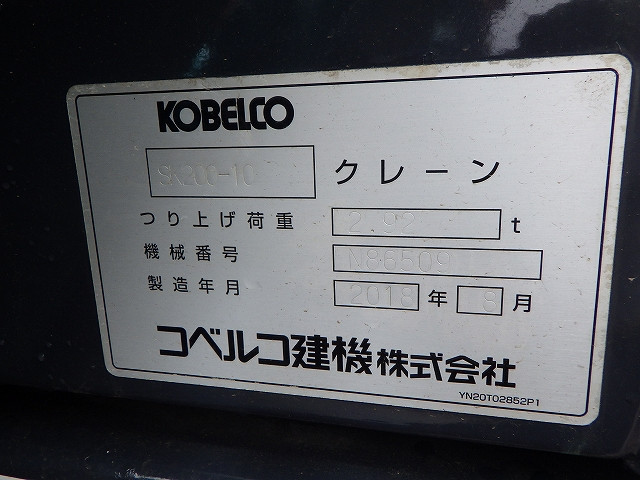 KOBELCO
SK200-10 クレーン
つり上げ荷重 2.92 t
機械番号 N86509
製造年月 2018 年 8 月
コベルコ建機株式会社
YN20T02852P1